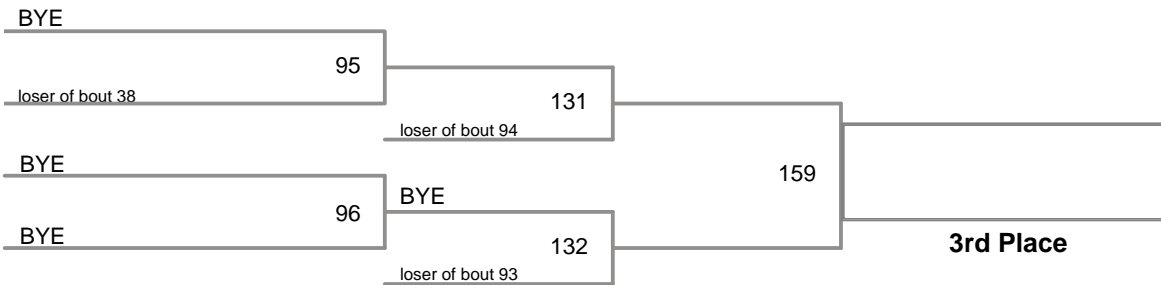 BYE
95
loser of bout 38
131
loser of bout 94
BYE
159
BYE
96
BYE
132
3rd Place
loser of bout 93